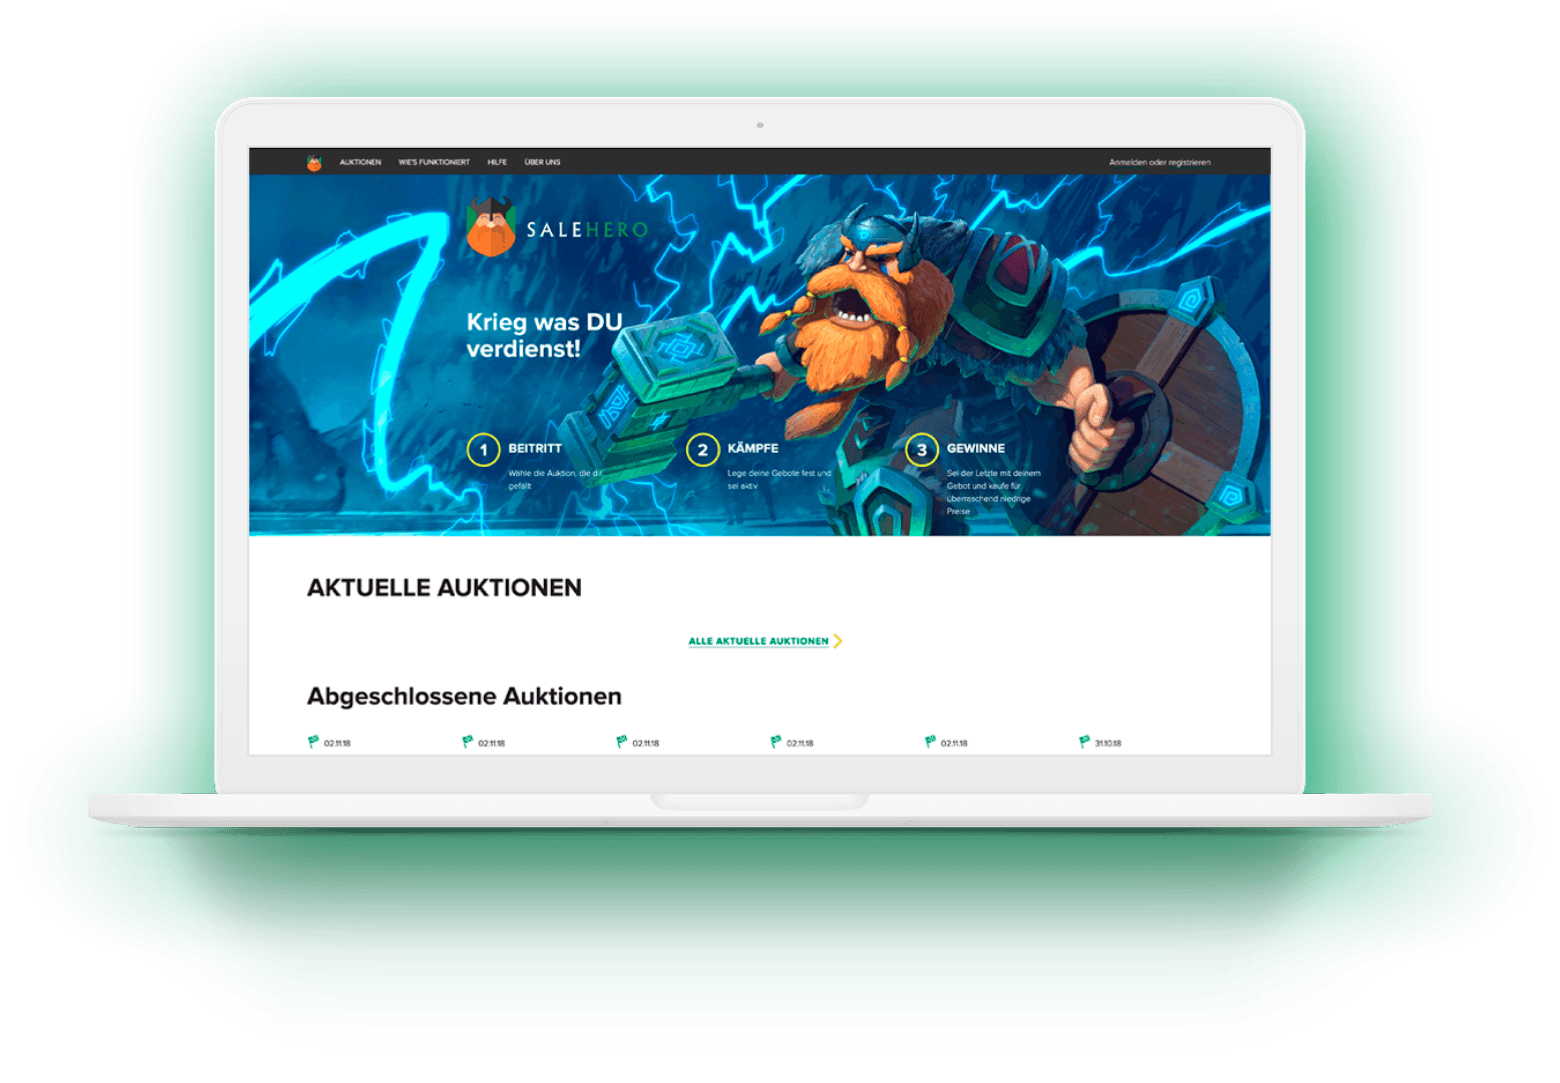 AUKTIONEN WIE'S FUNKTIONIERT HILFE ÜBER UNS Anmelden oder registrieren
SALEHERO
Krieg was DU
verdienst!
1 BEITRITT
Wähle die Auktion, die d
gefällt
2 KÄMPFE
Lege deine Gebote fest und
sei aktiv
3 GEWINNE
Sei der Letzte mit deinem
Gebot und kaufe für
überraschend niedrige
Preise
AKTUELLE AUKTIONEN
ALLE AKTUELLE AUKTIONEN
Abgeschlossene Auktionen
02.11.18 02.11.18 02.11.18 02.11.18 02.11.18 31.10.18